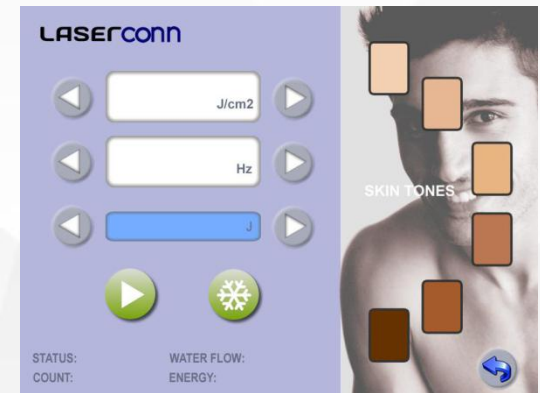 LASErconn
J/cm2
Hz
J
SKIN TONES
STATUS:
WATER FLOW:
COUNT:
ENERGY: